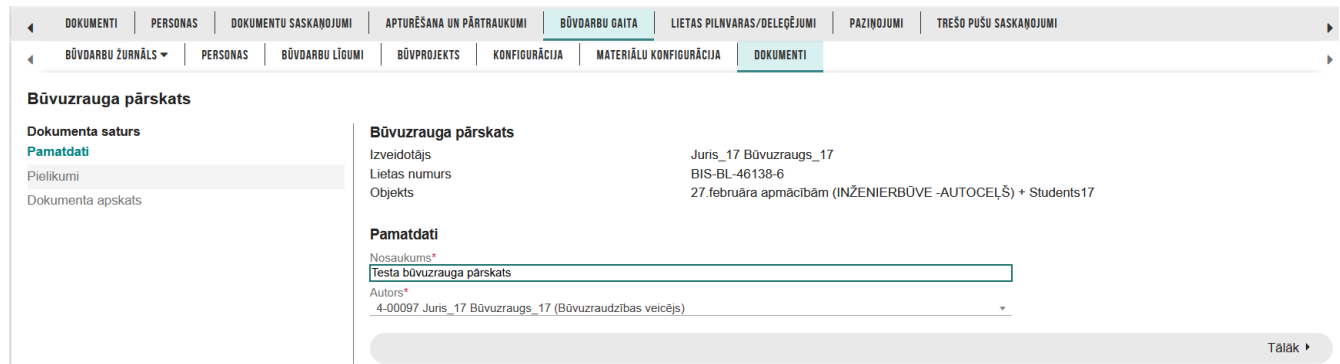 DOKUMENTI PERSONAS DOKUMENTU SASKAŅOJUMI APTURĒŠANA UN PĀRTRAUKUMI BŪVDARBU GAITA LIETAS PILNVARAS/DELEĢĒJUMI PAZIŅOJUMI TREŠO PUŠU SASKAŅOJUMI
BŪVDARBU ŽURNĀLS PERSONAS BŪVDARBU LĪGUMI BŪVPROJEKTS KONFIGURĀCIJA MATERIĀLU KONFIGURĀCIJA DOKUMENTI
Būvuzrauga pārskats
Dokumenta saturs
Pamatdati
Pielikumi
Dokumenta apskats
Būvuzrauga pārskats
Izveidotājs Juris_17 Būvuzraugs_17
Lietas numurs BIS-BL-46138-6
Objekts 27.februāra apmācībām (INŽENIERBŪVE -AUTOCEĻŠ) + Students17
Pamatdati
Nosaukums*
Testa būvuzrauga pārskats
Autors*
4-00097 Juris_17 Būvuzraugs_17 (Būvuzraudzības veicējs)
Tālāk